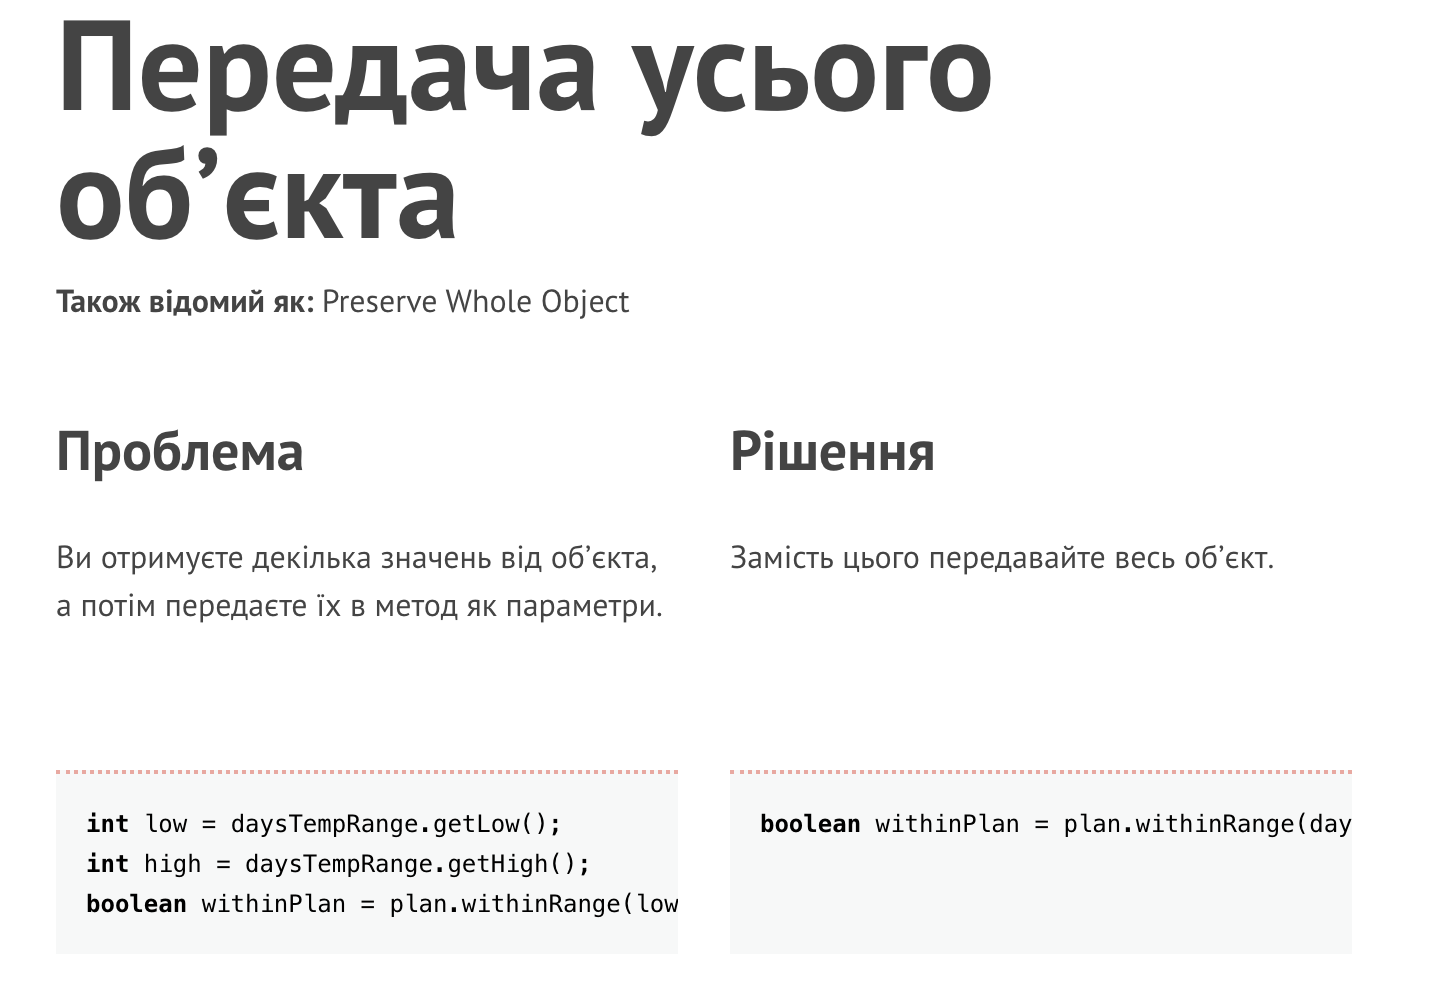 Передача усього
об’єкта
Також відомий як: Preserve Whole Object
Проблема
Ви отримуєте декілька значень від об’єкта,
а потім передаєте їх в метод як параметри.
int low = daysTempRange.getLow();
int high = daysTempRange.getHigh();
boolean withinPlan = plan.withinRange(low
Рішення
Замість цього передавайте весь об’єкт.
boolean withinPlan = plan.withinRange(day